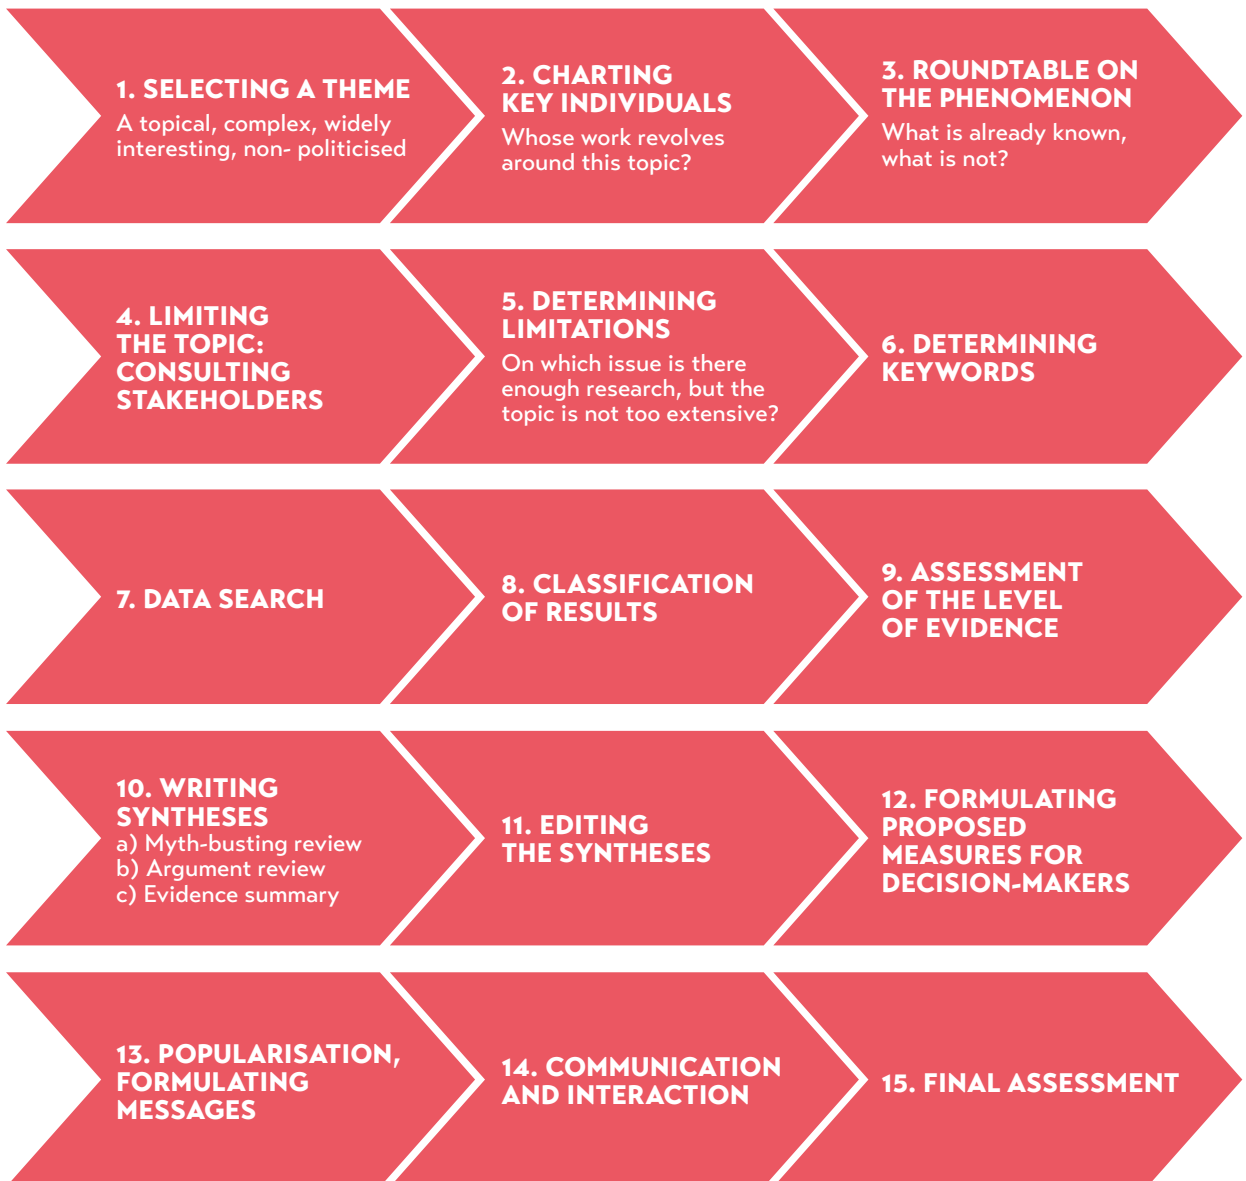 1. SELECTING A THEME
A topical, complex, widely
interesting, non- politicised
2. CHARTING
KEY INDIVIDUALS
Whose work revolves
around this topic?
3. ROUNDTABLE ON
THE PHENOMENON
What is already known,
what is not?
4. LIMITING
THE TOPIC:
CONSULTING
STAKEHOLDERS
5. DETERMINING
LIMITATIONS
On which issue is there
enough research, but the
topic is not too extensive?
6. DETERMINING
KEYWORDS
7. DATA SEARCH
8. CLASSIFICATION
OF RESULTS
9. ASSESSMENT
OF THE LEVEL
OF EVIDENCE
10. WRITING
SYNTHESES
a) Myth-busting review
b) Argument review
c) Evidence summary
11. EDITING
THE SYNTHESES
12. FORMULATING
PROPOSED
MEASURES FOR
DECISION-MAKERS
13. POPULARISATION,
FORMULATING
MESSAGES
14. COMMUNICATION
AND INTERACTION
15. FINAL ASSESSMENT